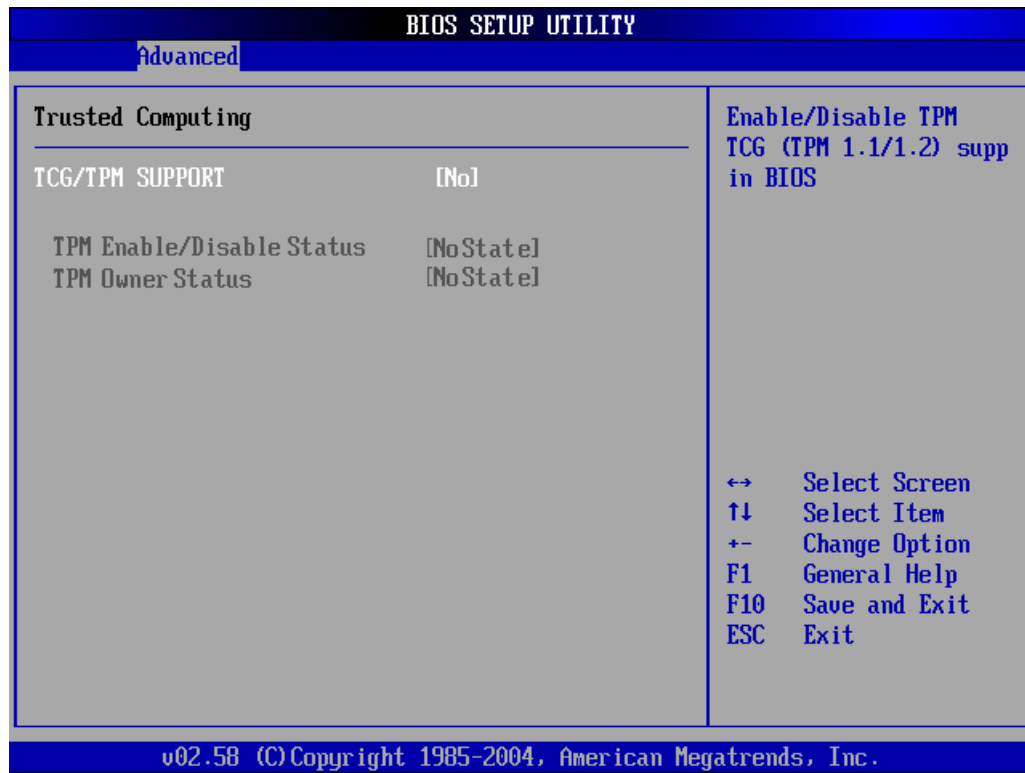 BIOS SETUP UTILITY
Advanced
Trusted Computing
TCG/TPM SUPPORT [No]
TPM Enable/Disable Status [NoState]
TPM Owner Status [NoState]
Enable/Disable TPM
TCG (TPM 1.1/1.2) supp
in BIOS
←→ Select Screen
↑↓ Select Item
+- Change Option
F1 General Help
F10 Save and Exit
ESC Exit
v02.58 (C)Copyright 1985-2004, American Megatrends, Inc.